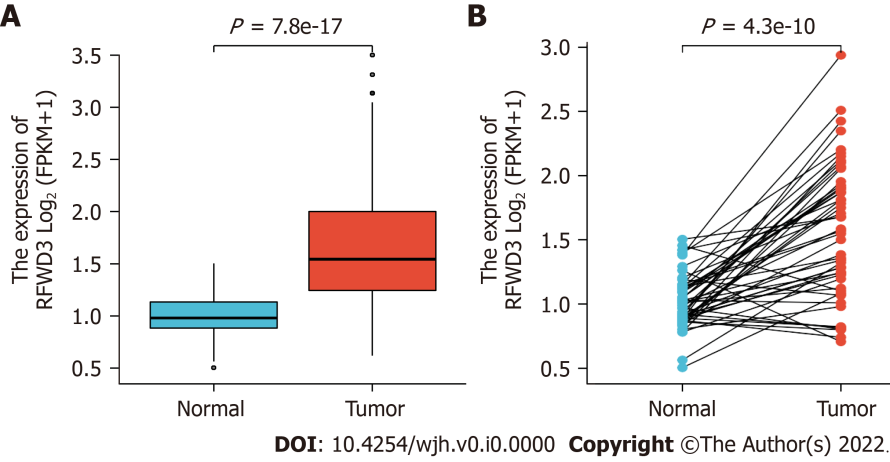 A
P = 7.8e-17
The expression of
RFWD3 Log2 (FPKM+1)
3.5
3.0
2.5
2.0
1.5
1.0
0.5
Normal Tumor
B
P = 4.3e-10
The expression of
RFWD3 Log2 (FPKM+1)
3.0
2.5
2.0
1.5
1.0
0.5
Normal Tumor
DOI: 10.4254/wjh.v0.i0.0000 Copyright ©The Author(s) 2022.